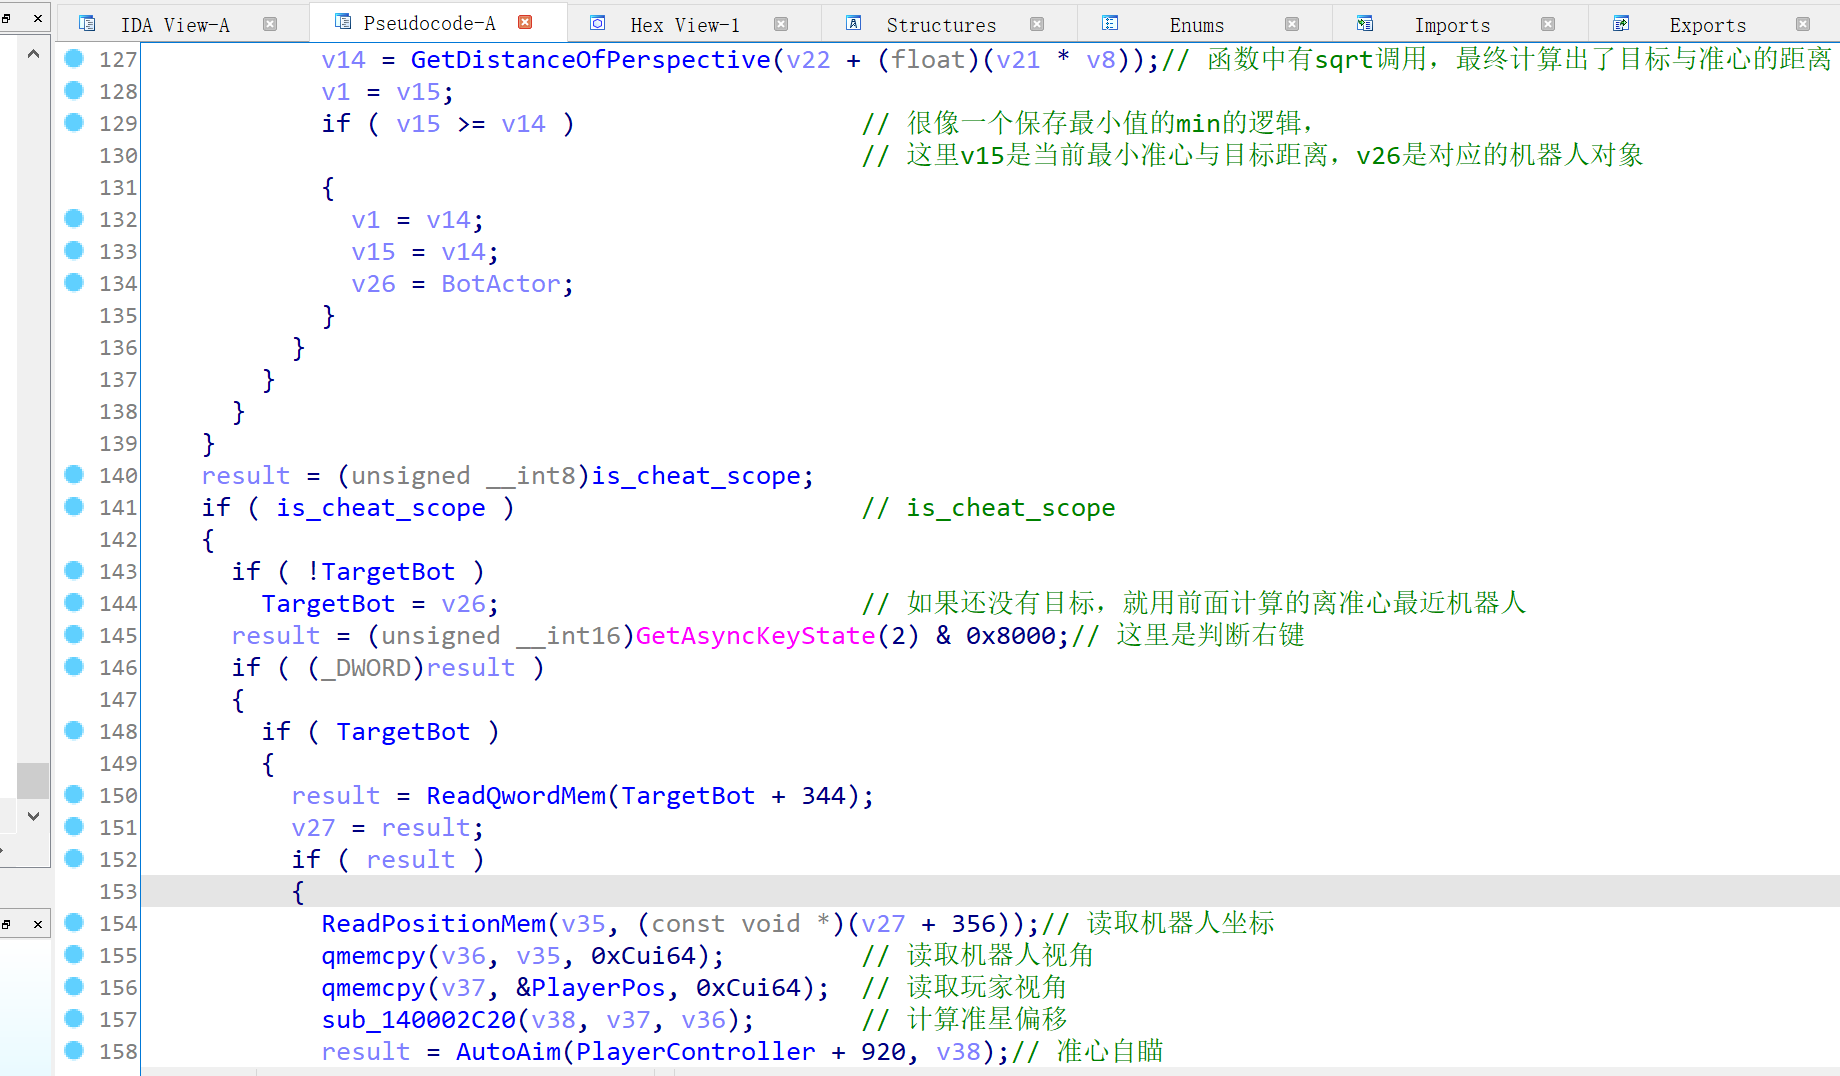 IDA View-A Pseudocode-A Hex View-1 Structures Enums Imports Exports
127 v14 = GetDistanceOfPerspective(v22 + (float)(v21 * v8));// 函数中有sqrt调用，最终计算出了目标与准心的距离
128 v1 = v15;
129 if ( v15 >= v14 ) // 很像一个保存最小值的min的逻辑，
130 // 这里v15是当前最小准心与目标距离，v26是对应的机器人对象
131 {
132 v1 = v14;
133 v15 = v14;
134 v26 = BotActor;
135 }
136 }
137 }
138 }
139 }
140 result = (unsigned __int8)is_cheat_scope;
141 if ( is_cheat_scope ) // is_cheat_scope
142 {
143 if ( !TargetBot )
144 TargetBot = v26; // 如果还没有目标，就用前面计算的离准心最近机器人
145 result = (unsigned __int16)GetAsyncKeyState(2) & 0x8000;// 这里是判断右键
146 if ( (_DWORD)result )
147 {
148 if ( TargetBot )
149 {
150 result = ReadQwordMem(TargetBot + 344);
151 v27 = result;
152 if ( result )
153 {
154 ReadPositionMem(v35, (const void *)(v27 + 356));// 读取机器人坐标
155 qmemcpy(v36, v35, 0xCui64); // 读取机器人视角
156 qmemcpy(v37, &PlayerPos, 0xCui64); // 读取玩家视角
157 sub_140002C20(v38, v37, v36); // 计算准星偏移
158 result = AutoAim(PlayerController + 920, v38);// 准心自瞄